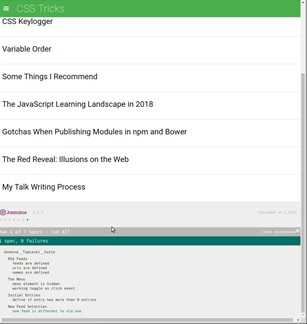 CSS Tricks
CSS Keylogger
Variable Order
Some Things I Recommend
The JavaScript Learning Landscape in 2018
Gotchas When Publishing Modules in npm and Bower
The Red Reveal: Illusions on the Web
My Talk Writing Process
Jasmine
1 spec, 0 failures
RSS Feeds
feeds are defined
urls are defined
names are defined
The Menu
menu element is hidden
working toggle on click event
Initial Entries
define if entry has more than 0 entries
New Feed Selection
new feed is different to old one